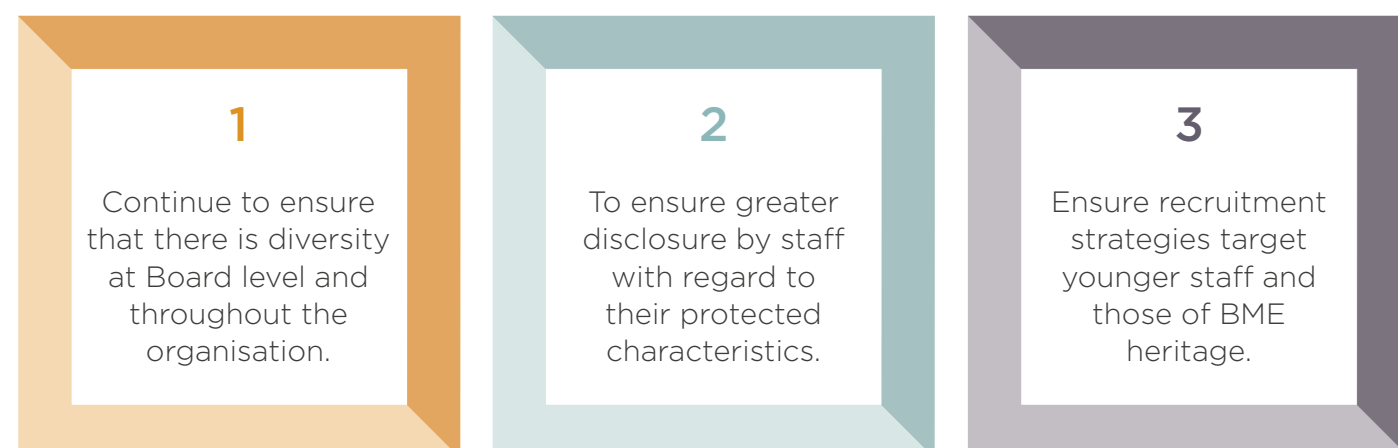 1
Continue to ensure
that there is diversity
at Board level and
throughout the
organisation.
2
To ensure greater
disclosure by staff
with regard to
their protected
characteristics.
3
Ensure recruitment
strategies target
younger staff and
those of BME
heritage.